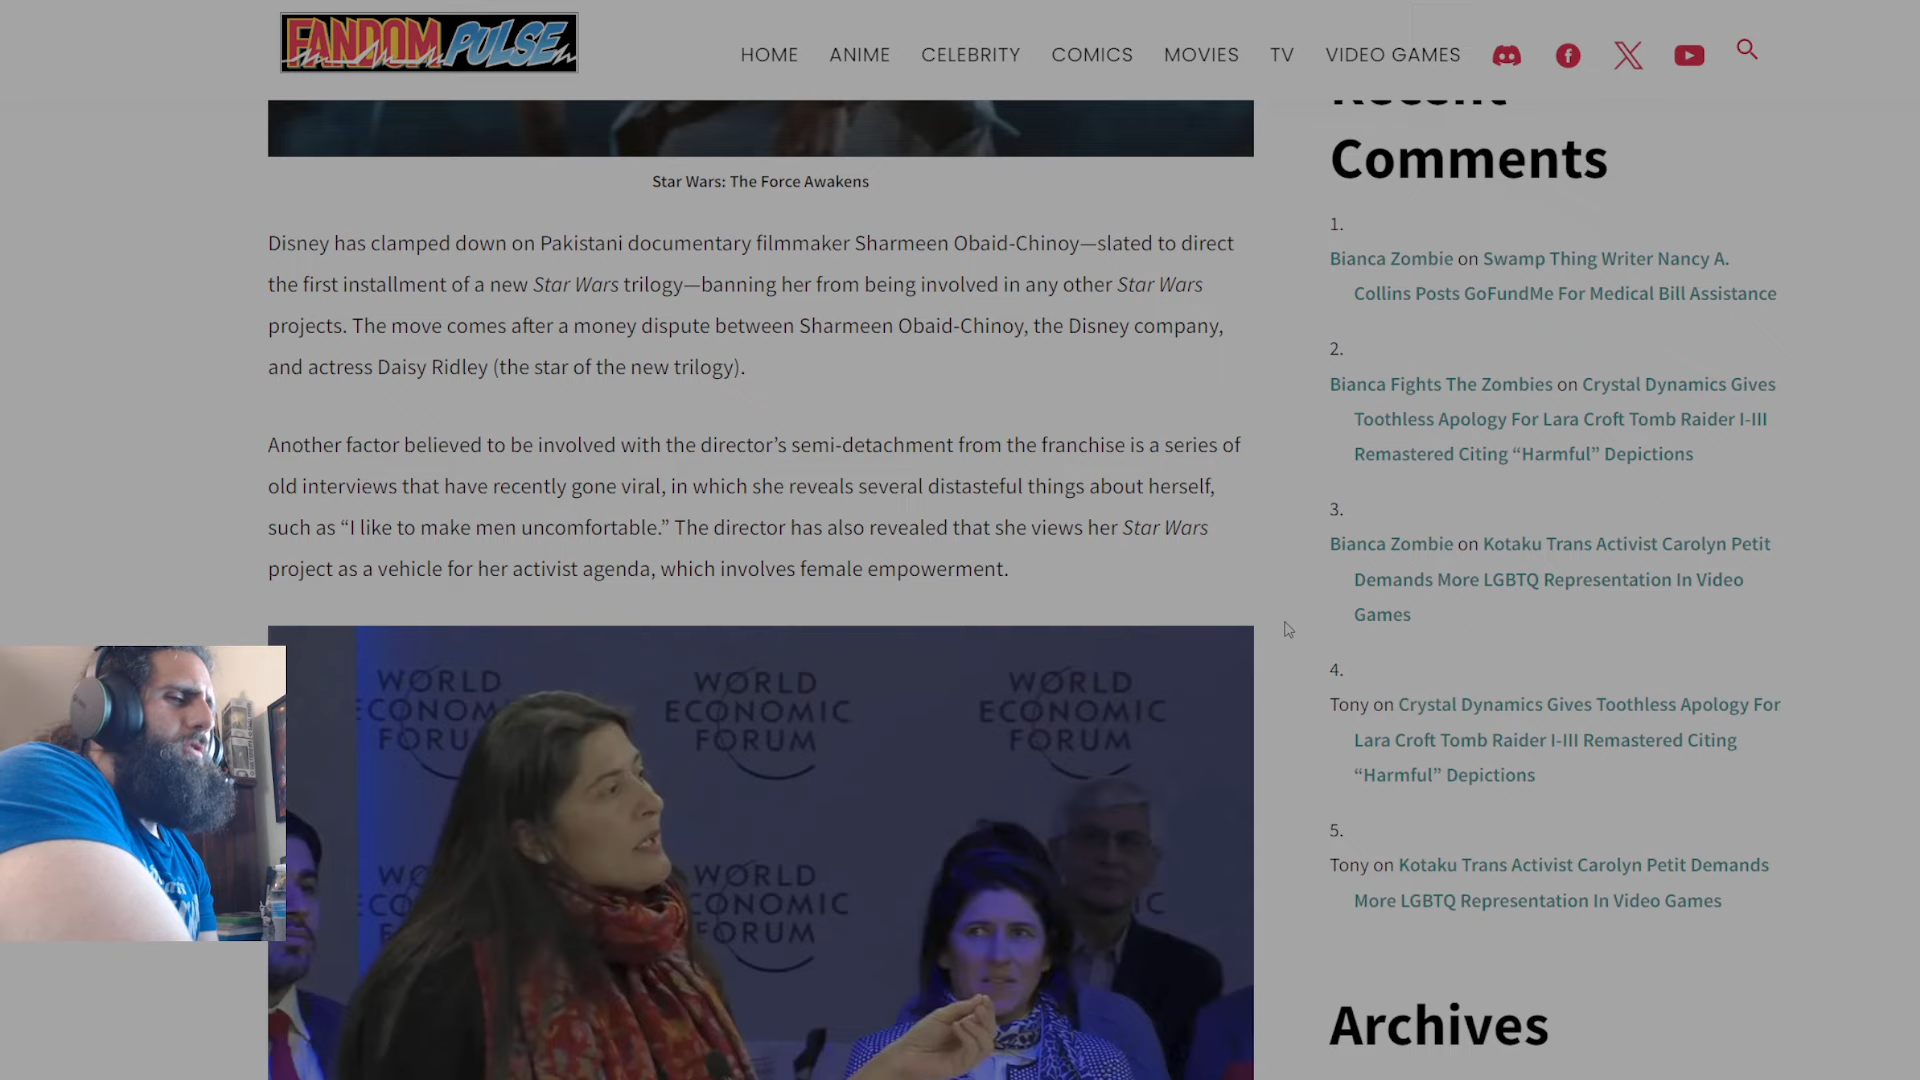 FANDOM PULSE
HOME ANIME CELEBRITY COMICS MOVIES TV VIDEO GAMES
Recent
Comments
Star Wars: The Force Awakens
Disney has clamped down on Pakistani documentary filmmaker Sharmeen Obaid-Chinoy—slated to direct
the first installment of a new Star Wars trilogy—banning her from being involved in any other Star Wars
projects. The move comes after a money dispute between Sharmeen Obaid-Chinoy, the Disney company,
and actress Daisy Ridley (the star of the new trilogy).
Another factor believed to be involved with the director’s semi-detachment from the franchise is a series of
old interviews that have recently gone viral, in which she reveals several distasteful things about herself,
such as “I like to make men uncomfortable.” The director has also revealed that she views her Star Wars
project as a vehicle for her activist agenda, which involves female empowerment.
1.
Bianca Zombie on Swamp Thing Writer Nancy A.
Collins Posts GoFundMe For Medical Bill Assistance
2.
Bianca Fights The Zombies on Crystal Dynamics Gives
Toothless Apology For Lara Croft Tomb Raider I-III
Remastered Citing “Harmful” Depictions
3.
Bianca Zombie on Kotaku Trans Activist Carolyn Petit
Demands More LGBTQ Representation In Video
Games
4.
Tony on Crystal Dynamics Gives Toothless Apology For
Lara Croft Tomb Raider I-III Remastered Citing
“Harmful” Depictions
5.
Tony on Kotaku Trans Activist Carolyn Petit Demands
More LGBTQ Representation In Video Games
Archives
WORLD
ECONOM
FORU
WORLD
ECONOMIC
FORUM
WORLD
ECONOMIC
FORUM
WORLD
CONOMIC
FORUM